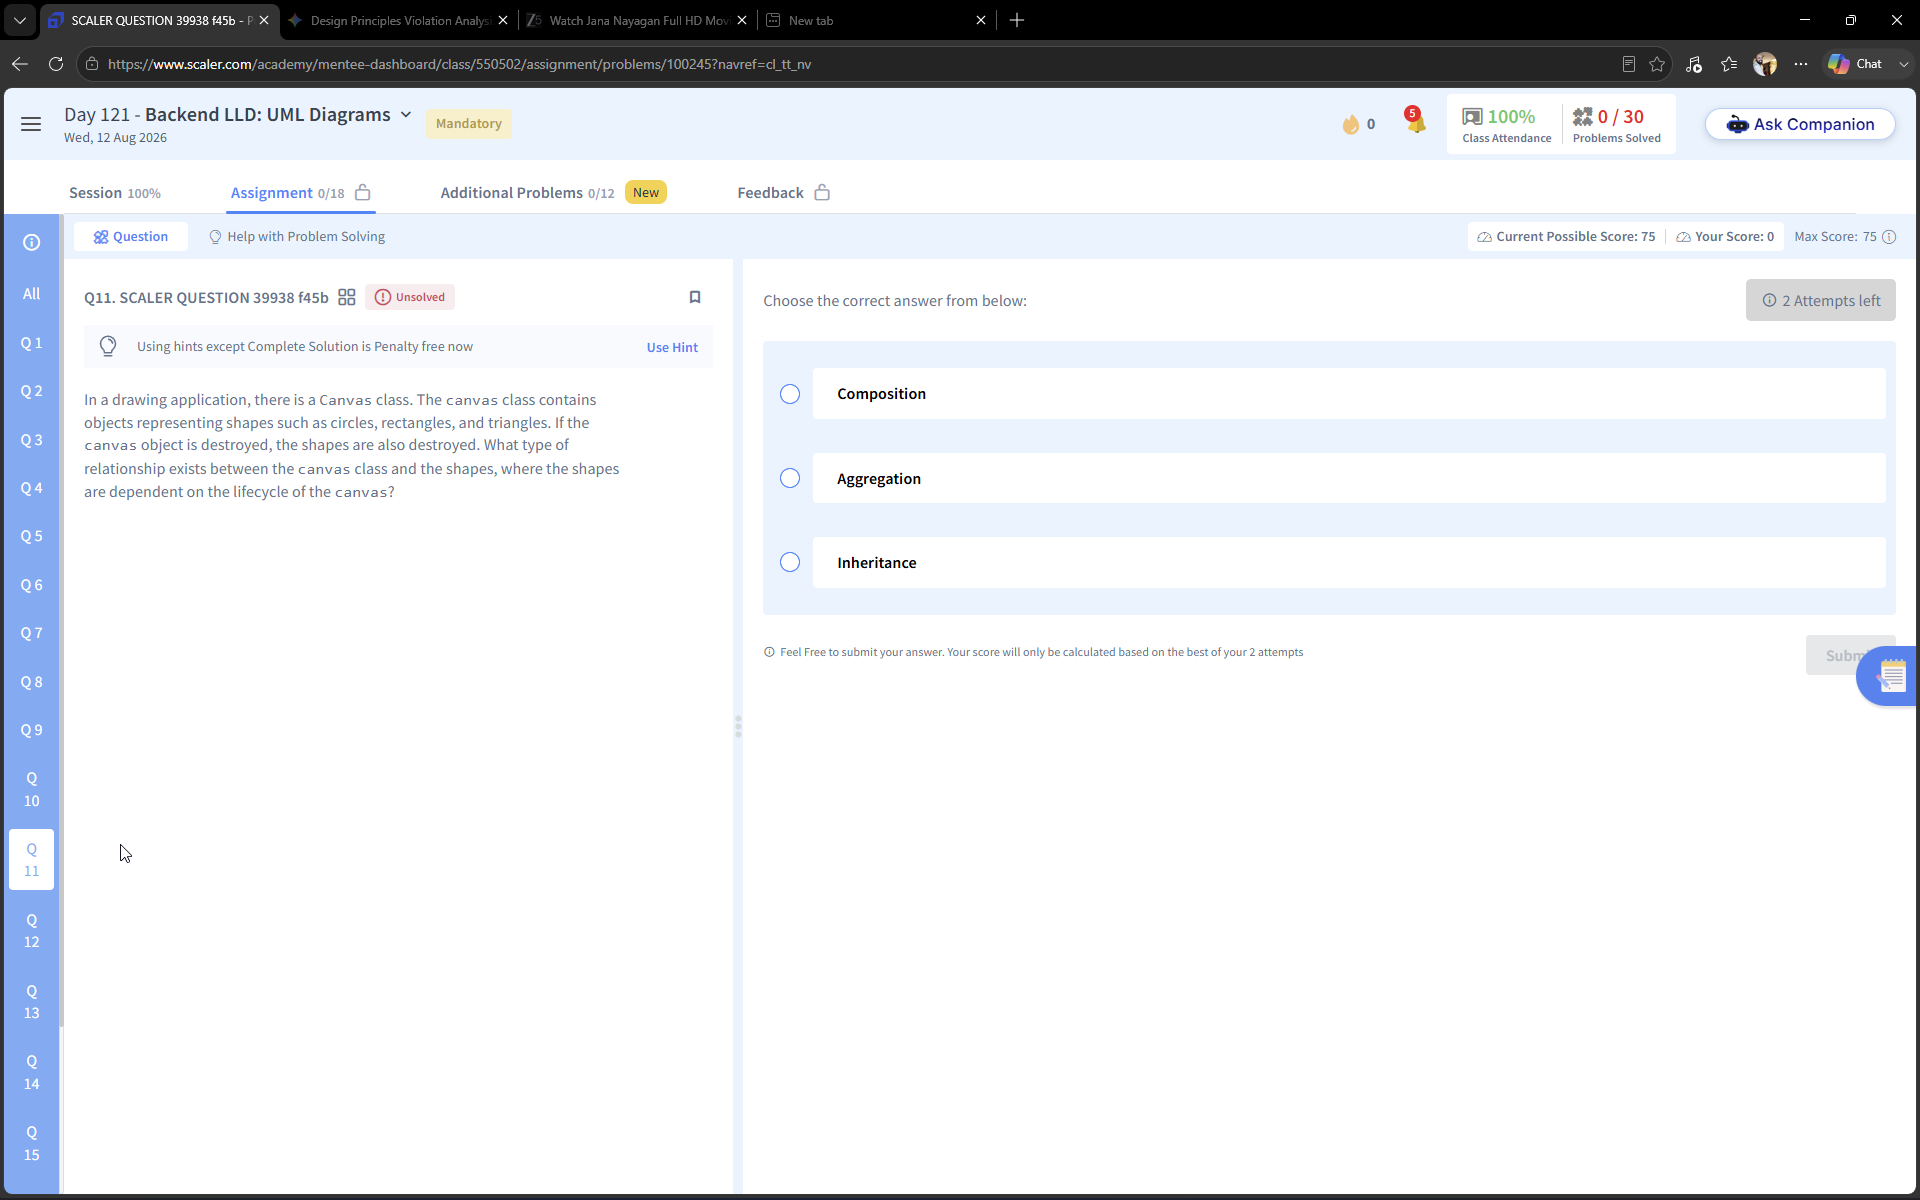 SCALER QUESTION 39938 f45b - P
Design Principles Violation Analys
Watch Jana Nayagan Full HD Mov
New tab
https://www.scaler.com/academy/mentee-dashboard/class/550502/assignment/problems/100245?navref=cl_tt_nv
Chat
Day 121 - Backend LLD: UML Diagrams
Wed, 12 Aug 2026
Mandatory
0
5
100%
Class Attendance
0 / 30
Problems Solved
Ask Companion
Session 100%
Assignment 0/18
Additional Problems 0/12 New
Feedback
Question
Help with Problem Solving
Current Possible Score: 75
Your Score: 0
Max Score: 75
All
Q 1
Q 2
Q 3
Q 4
Q 5
Q 6
Q 7
Q 8
Q 9
Q
10
Q
11
Q
12
Q
13
Q
14
Q
15
Q11. SCALER QUESTION 39938 f45b
Unsolved
Using hints except Complete Solution is Penalty free now
Use Hint
In a drawing application, there is a Canvas class. The canvas class contains
objects representing shapes such as circles, rectangles, and triangles. If the
canvas object is destroyed, the shapes are also destroyed. What type of
relationship exists between the canvas class and the shapes, where the shapes
are dependent on the lifecycle of the canvas?
Choose the correct answer from below:
2 Attempts left
Composition
Aggregation
Inheritance
Feel Free to submit your answer. Your score will only be calculated based on the best of your 2 attempts
Subm